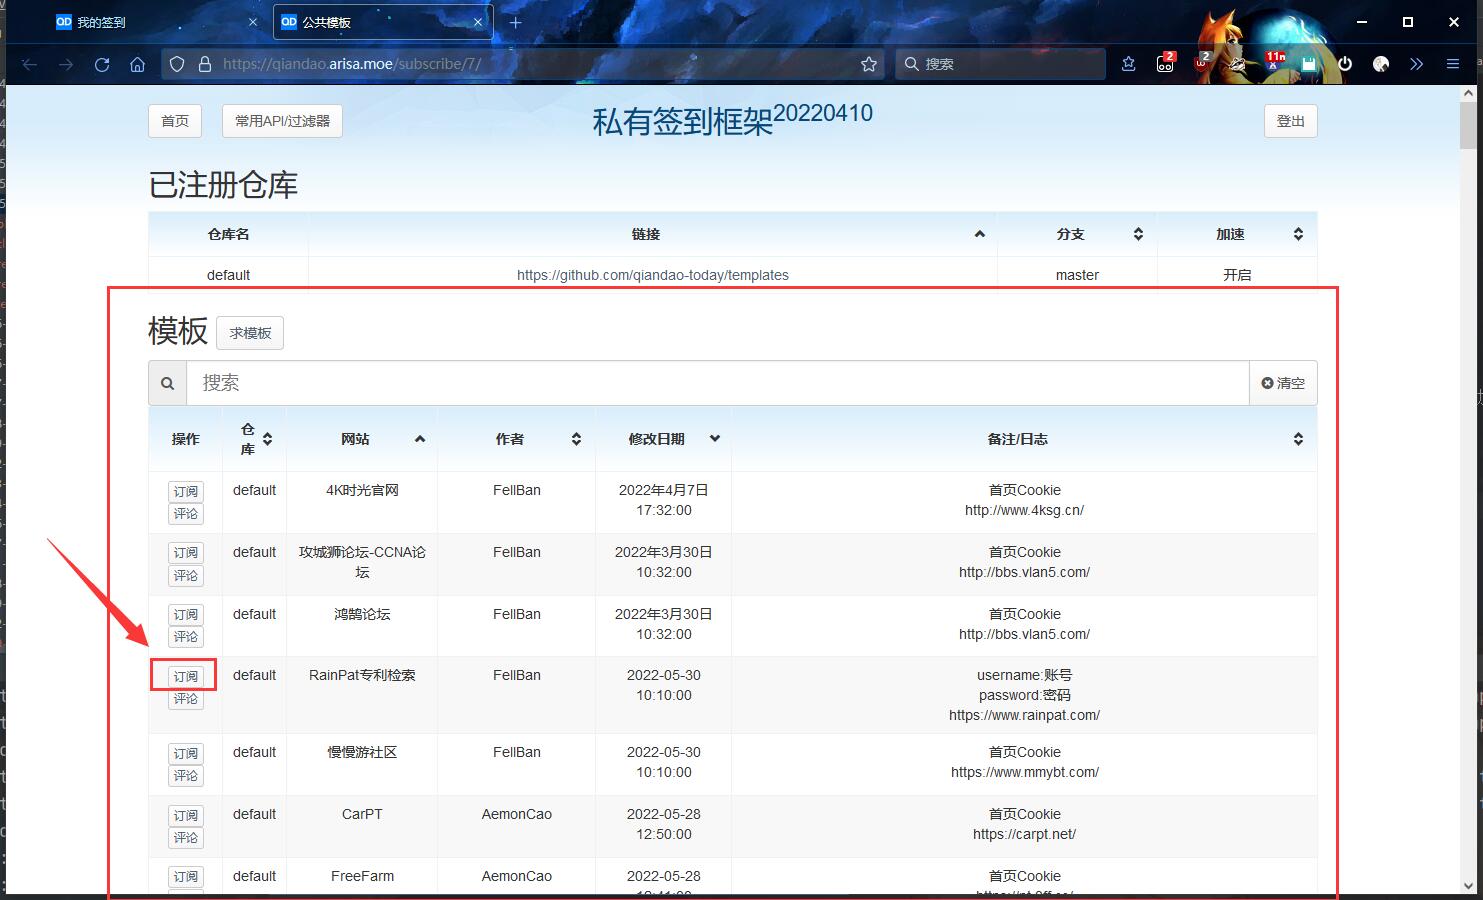 QD 我的签到
QD 公共模板
https://qiandao.arisa.moe/subscribe/7/
搜索
2
2
11n
首页
常用API/过滤器
私有签到框架20220410
登出
已注册仓库
仓库名 链接 分支 加速
default https://github.com/qiandao-today/templates master 开启
模板 求模板
搜索
清空
操作 仓库 网站 作者 修改日期 备注/日志
订阅 default 4K时光官网 FellBan 2022年4月7日 首页Cookie
评论 17:32:00 http://www.4ksg.cn/
订阅 default 攻城狮论坛-CCNA论 FellBan 2022年3月30日 首页Cookie
评论 坛 10:32:00 http://bbs.vlan5.com/
订阅 default 鸿鹄论坛 FellBan 2022年3月30日 首页Cookie
评论 10:32:00 http://bbs.vlan5.com/
订阅 default RainPat专利检索 FellBan 2022-05-30 username:账号
评论 10:10:00 password:密码
https://www.rainpat.com/
订阅 default 慢慢游社区 FellBan 2022-05-30 首页Cookie
评论 10:10:00 https://www.mmybt.com/
订阅 default CarPT AemonCao 2022-05-28 首页Cookie
评论 12:50:00 https://carpt.net/
订阅 default FreeFarm AemonCao 2022-05-28 首页Cookie